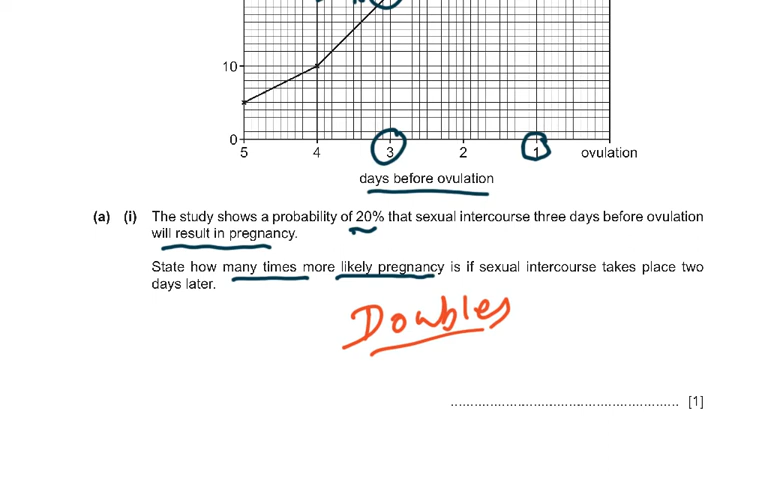 10
0
5 4 3 2 1 ovulation
days before ovulation
(a) (i) The study shows a probability of 20% that sexual intercourse three days before ovulation
will result in pregnancy.
State how many times more likely pregnancy is if sexual intercourse takes place two
days later.
Doubles
.......................................................... [1]